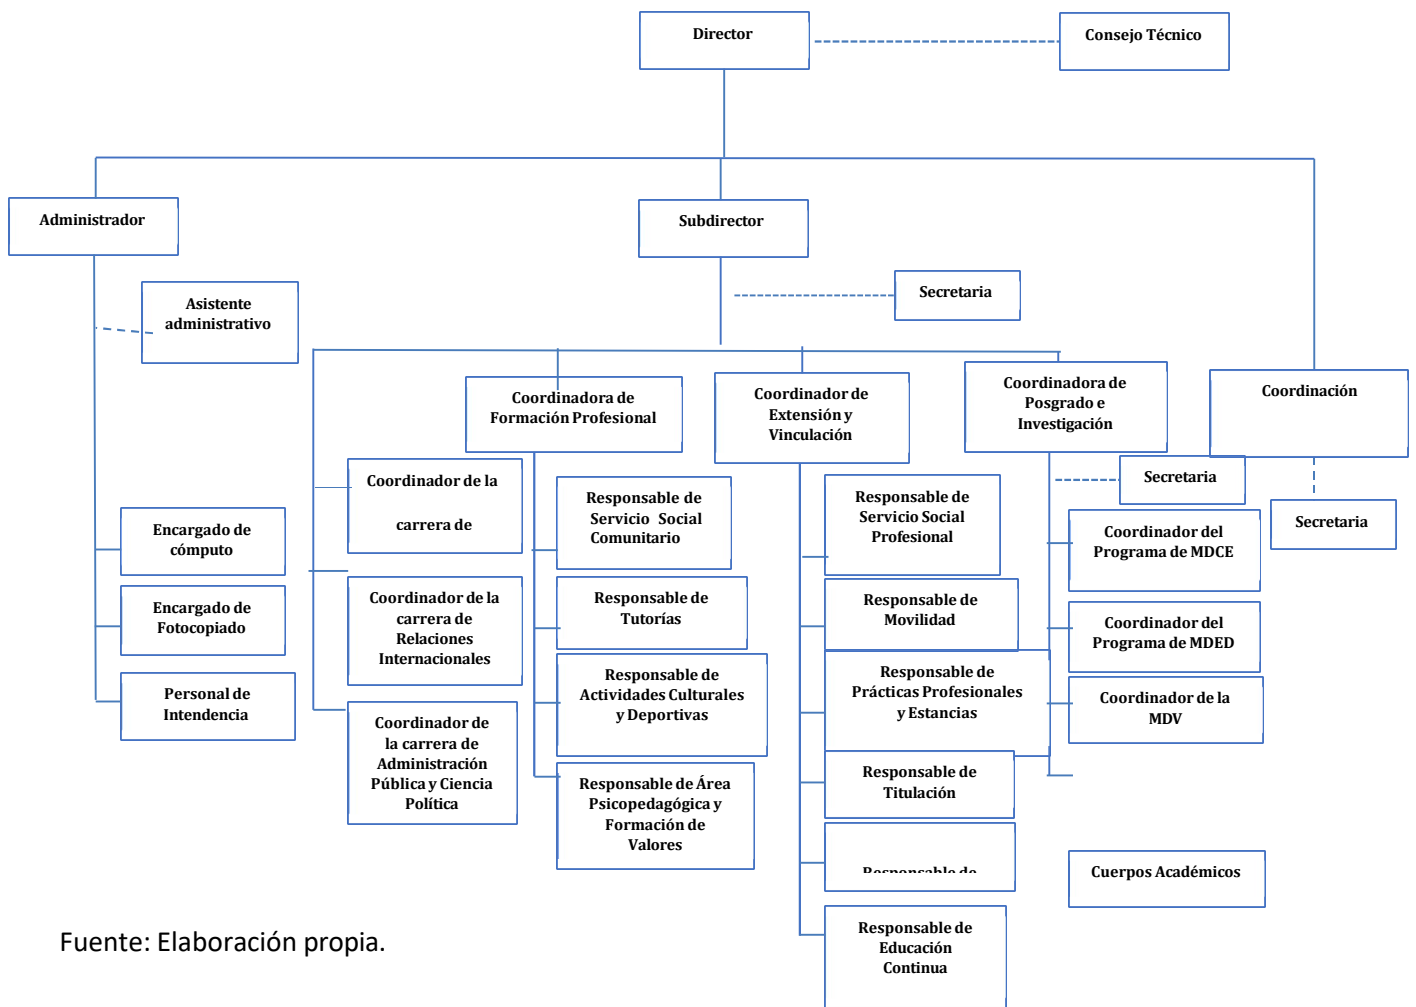 Director
Consejo Técnico
Administrador
Subdirector
Asistente
administrativo
Secretaria
Coordinadora de
Formación Profesional
Coordinador de
Extensión y
Vinculación
Coordinadora de
Posgrado e
Investigación
Coordinación
Coordinador de la
carrera de
Responsable de
Servicio Social
Comunitario
Responsable de
Servicio Social
Profesional
Secretaria
Secretaria
Encargado de
cómputo
Coordinador del
Programa de MDCE
Encargado de
Fotocopiado
Coordinador de la
carrera de
Relaciones
Internacionales
Responsable de
Tutorías
Responsable de
Movilidad
Coordinador del
Programa de MDED
Personal de
Intendencia
Responsable de
Actividades Culturales
y Deportivas
Responsable de
Prácticas Profesionales
y Estancias
Coordinador de la
MDV
Coordinador de
la carrera de
Administración
Pública y Ciencia
Política
Responsable de Área
Psicopedagógica y
Formación de
Valores
Responsable de
Titulación
Responsable de
Cuerpos Académicos
Responsable de
Educación
Continua
Fuente: Elaboración propia.